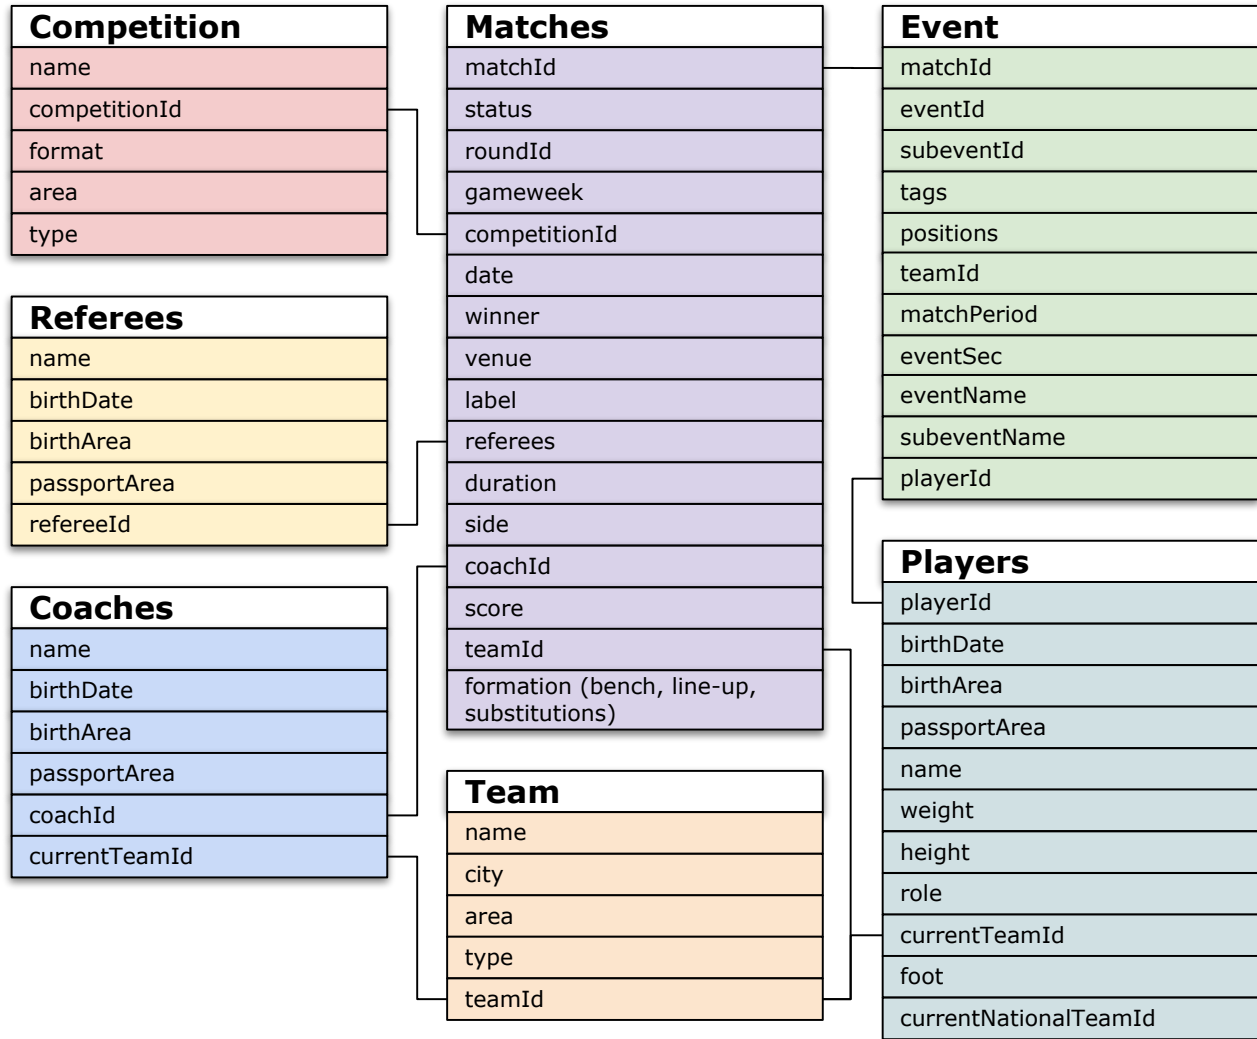 Competition
name
competitionId
format
area
type
Referees
name
birthDate
birthArea
passportArea
refereeId
Coaches
name
birthDate
birthArea
passportArea
coachId
currentTeamId
Matches
matchId
status
roundId
gameweek
competitionId
date
winner
venue
label
referees
duration
side
coachId
score
teamId
formation (bench, line-up,
substitutions)
Team
name
city
area
type
teamId
Event
matchId
eventId
subeventId
tags
positions
teamId
matchPeriod
eventSec
eventName
subeventName
playerId
Players
playerId
birthDate
birthArea
passportArea
name
weight
height
role
currentTeamId
foot
currentNationalTeamId